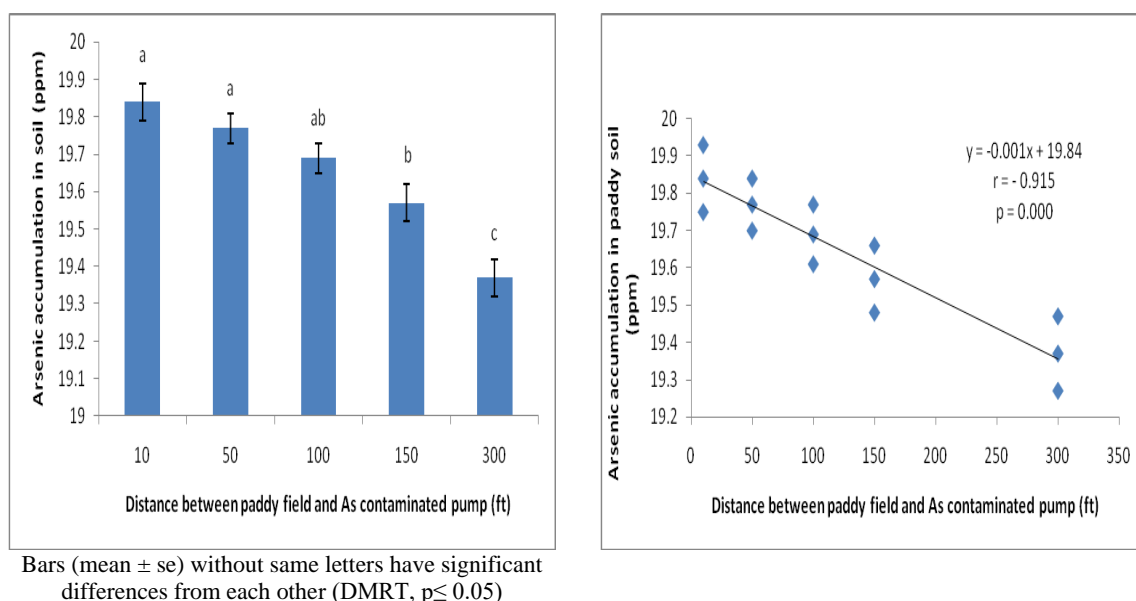 20
19.9
19.8
19.7
19.6
19.5
19.4
19.3
19.2
19.1
19
Arsenic accumulation in soil (ppm)
a
a
ab
b
c
10 50 100 150 300
Distance between paddy field and As contaminated pump (ft)
Bars (mean ± se) without same letters have significant
differences from each other (DMRT, p≤ 0.05)
20
19.9
19.8
19.7
19.6
19.5
19.4
19.3
19.2
Arsenic accumulation in paddy soil
(ppm)
y = -0.001x + 19.84
r = - 0.915
p = 0.000
0 50 100 150 200 250 300 350
Distance between paddy field and As contaminated pump (ft)